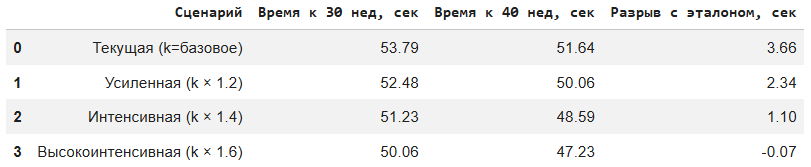 Сценарий Время к 30 нед, сек Время к 40 нед, сек Разрыв с эталоном, сек
0 Текущая (k=базовое) 53.79 51.64 3.66
1 Усиленная (k × 1.2) 52.48 50.06 2.34
2 Интенсивная (k × 1.4) 51.23 48.59 1.10
3 Высокоинтенсивная (k × 1.6) 50.06 47.23 -0.07